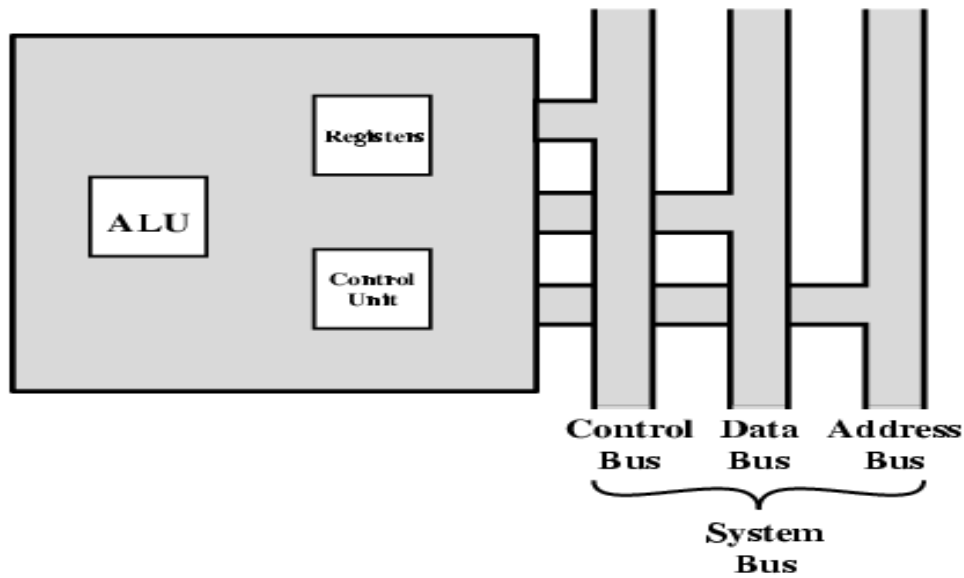 Registers
ALU
Control
Unit
Control
Bus
Data
Bus
Address
Bus
System
Bus